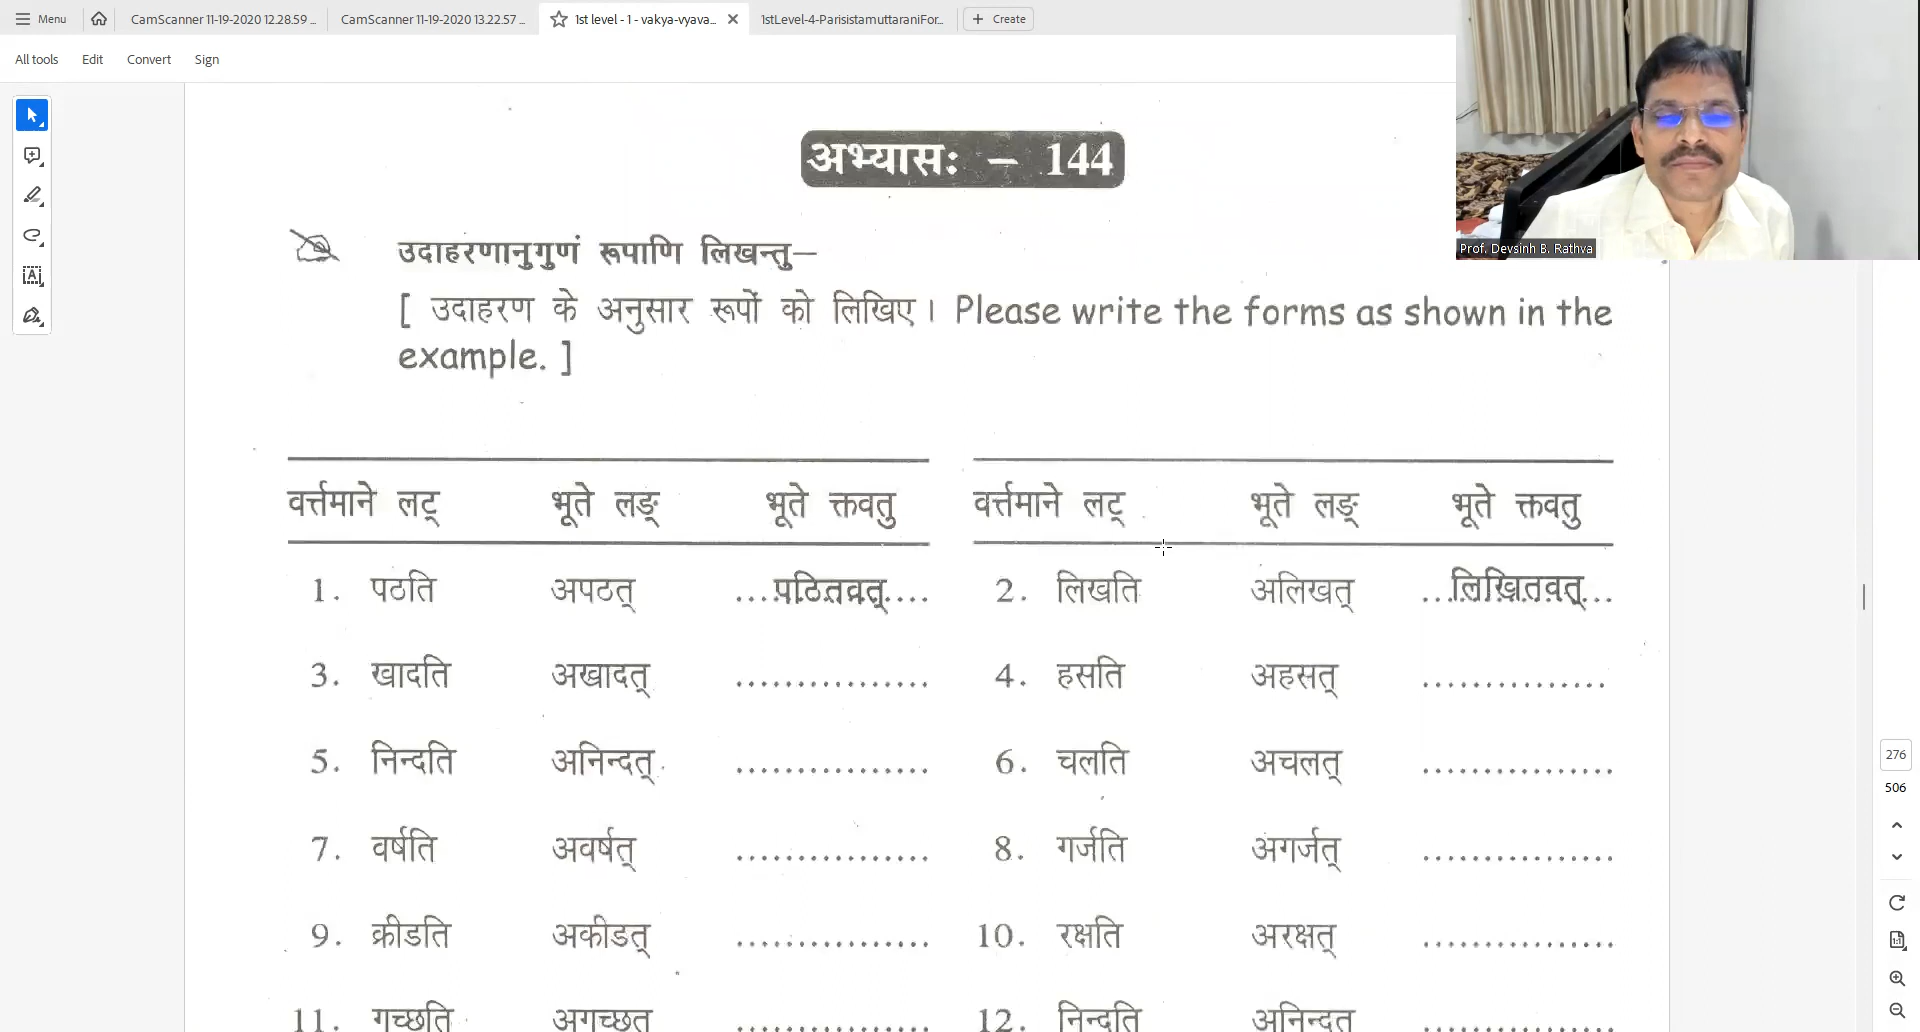 Menu CamScanner 11-19-2020 12.28.59 ... CamScanner 11-19-2020 13.22.57 ... 1st level - 1 - vakya-vyava... 1stLevel-4-ParisistamuttaraniFor... + Create
All tools Edit Convert Sign
Prof. Devsinh B. Rathva
अभ्यासः – 144
उदाहरणानुगुणं रूपाणि लिखन्तु—
[ उदाहरण के अनुसार रूपों को लिखिए। Please write the forms as shown in the
example. ]
वर्त्तमाने लट् भूते लङ् भूते क्तवतु वर्त्तमाने लट् भूते लङ् भूते क्तवतु
1. पठति अपठत् ....पठितवत्.... 2. लिखति अलिखत् ...लिखितवत्...
3. खादति अखादत् ................ 4. हसति अहसत् ................
5. निन्दति अनिन्दत् ................ 6. चलति अचलत् ................
7. वर्षति अवर्षत् ................ 8. गर्जति अगर्जत् ................
9. क्रीडति अकीडत् ................ 10. रक्षति अरक्षत् ................
11. गच्छति अगच्छत् ................ 12. निन्दति अनिन्दत् ................
276
506